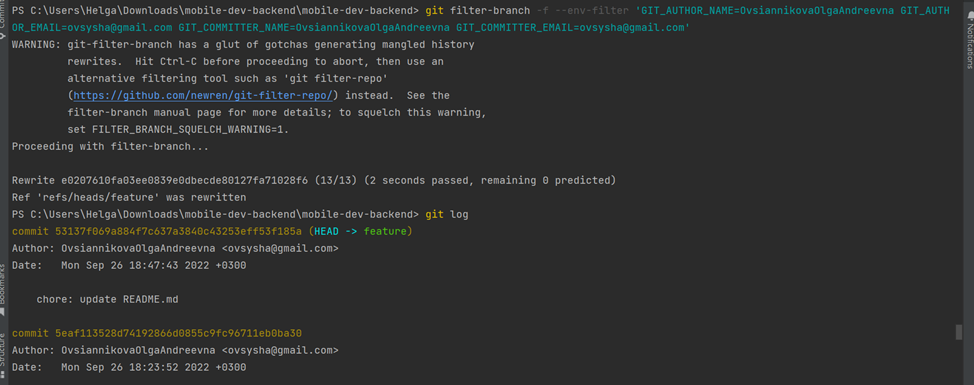 PS C:\Users\Helga\Downloads\mobile-dev-backend\mobile-dev-backend> git filter-branch -f --env-filter 'GIT_AUTHOR_NAME=OvsiannikovaOlgaAndreevna GIT_AUTH
OR_EMAIL=ovsysha@gmail.com GIT_COMMITTER_NAME=OvsiannikovaOlgaAndreevna GIT_COMMITTER_EMAIL=ovsysha@gmail.com'
WARNING: git-filter-branch has a glut of gotchas generating mangled history
rewrites.  Hit Ctrl-C before proceeding to abort, then use an
alternative filtering tool such as 'git filter-repo'
(https://github.com/newren/git-filter-repo/) instead.  See the
filter-branch manual page for more details; to squelch this warning,
set FILTER_BRANCH_SQUELCH_WARNING=1.
Proceeding with filter-branch...
Rewrite e0207610fa03ee0839e0dbecde80127fa71028f6 (13/13) (2 seconds passed, remaining 0 predicted)
Ref 'refs/heads/feature' was rewritten
PS C:\Users\Helga\Downloads\mobile-dev-backend\mobile-dev-backend> git log
commit 53137f069a884f7c637a3840c43253eff53f185a (HEAD -> feature)
Author: OvsiannikovaOlgaAndreevna <ovsysha@gmail.com>
Date:   Mon Sep 26 18:47:43 2022 +0300
chore: update README.md
commit 5eaf113528d74192866d0855c9fc96711eb0ba30
Author: OvsiannikovaOlgaAndreevna <ovsysha@gmail.com>
Date:   Mon Sep 26 18:23:52 2022 +0300
Notifications
Bookmarks
Structure